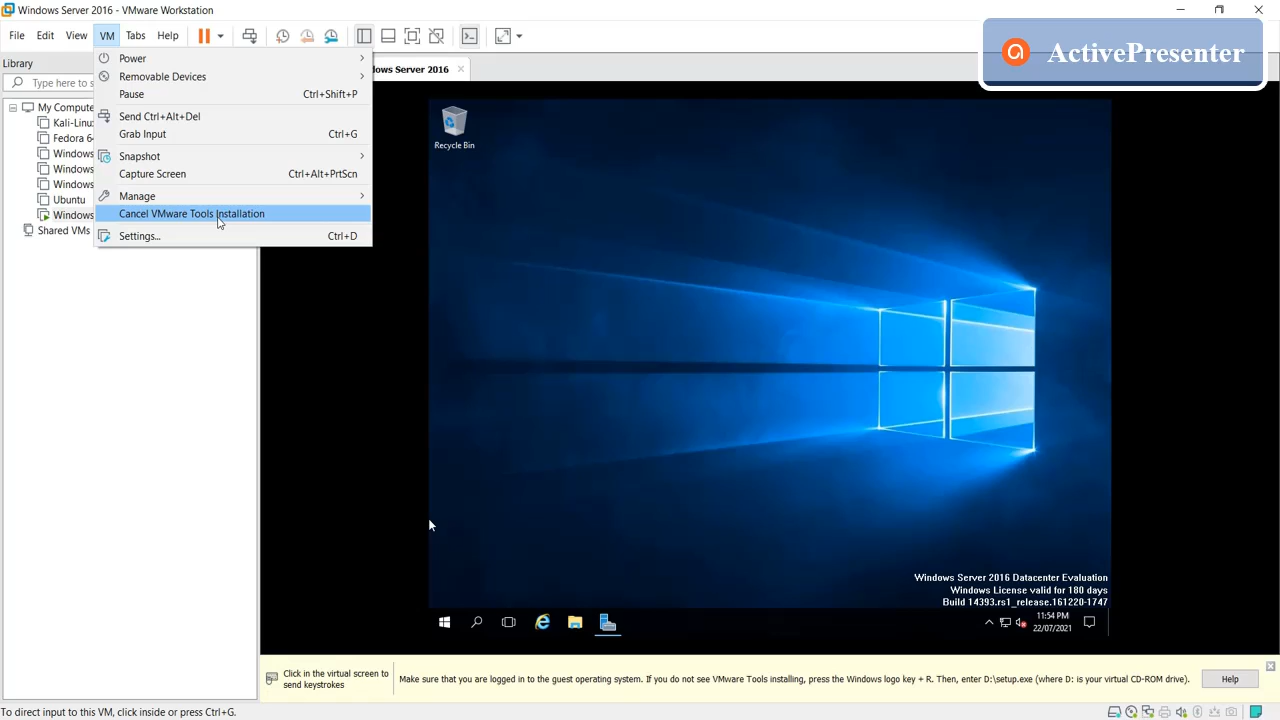 Windows Server 2016 - VMware Workstation
File Edit View VM Tabs Help
ActivePresenter
Library
Type here to s
My Compute
Kali-Linu
Fedora 64
Windows
Windows
Windows
Ubuntu
Windows
Shared VMs
Power
Removable Devices
Pause Ctrl+Shift+P
Send Ctrl+Alt+Del
Grab Input Ctrl+G
Snapshot
Capture Screen Ctrl+Alt+PrtScn
Manage
Cancel VMware Tools Installation
Settings... Ctrl+D
dows Server 2016
Recycle Bin
Windows Server 2016 Datacenter Evaluation
Windows License valid for 180 days
Build 14393.rs1_release.161220-1747
11:54 PM
22/07/2021
Click in the virtual screen to
send keystrokes
Make sure that you are logged in to the guest operating system. If you do not see VMware Tools installing, press the Windows logo key + R. Then, enter D:\setup.exe (where D: is your virtual CD-ROM drive).
Help
To direct input to this VM, click inside or press Ctrl+G.